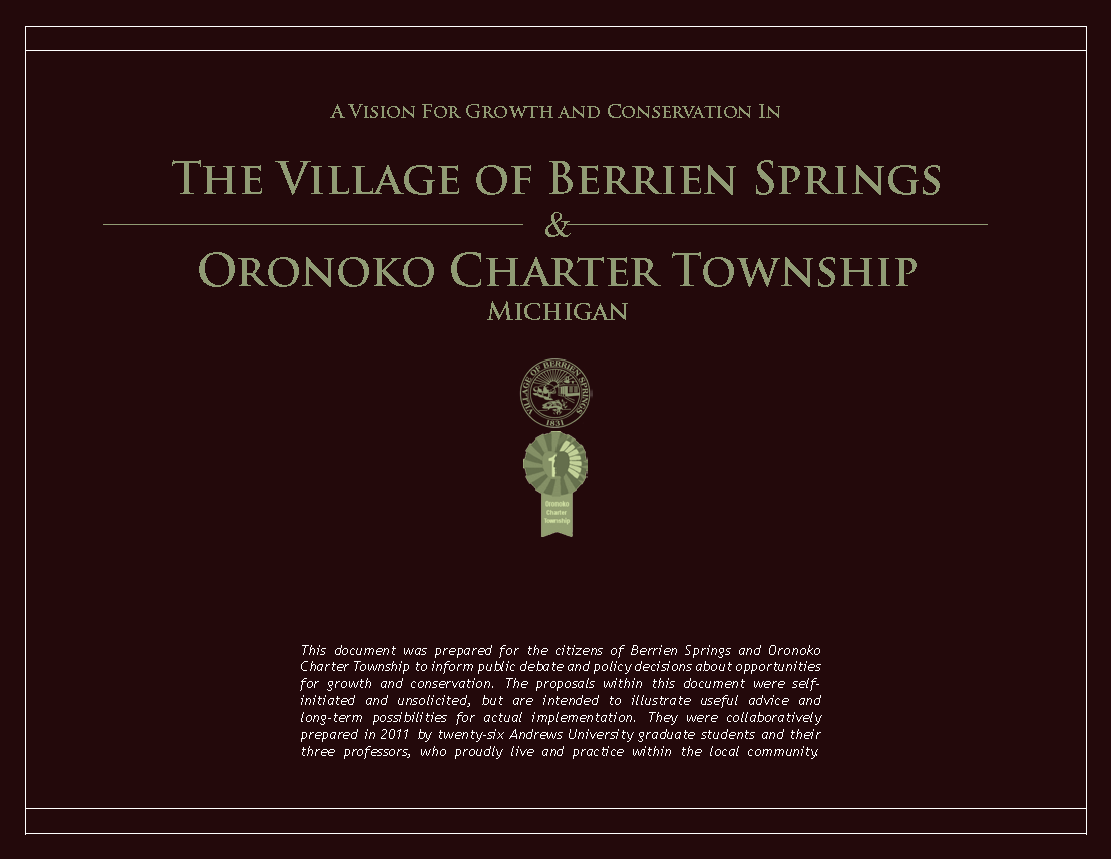 A Vision For Growth and Conservation In
The Village of Berrien Springs
&
Oronoko Charter Township
Michigan
VILLAGE OF BERRIEN SPRINGS
1831
Oronoko
Charter
Township
This document was prepared for the citizens of Berrien Springs and Oronoko
Charter Township to inform public debate and policy decisions about opportunities
for growth and conservation. The proposals within this document were self-
initiated and unsolicited, but are intended to illustrate useful advice and
long-term possibilities for actual implementation. They were collaboratively
prepared in 2011 by twenty-six Andrews University graduate students and their
three professors, who proudly live and practice within the local community.